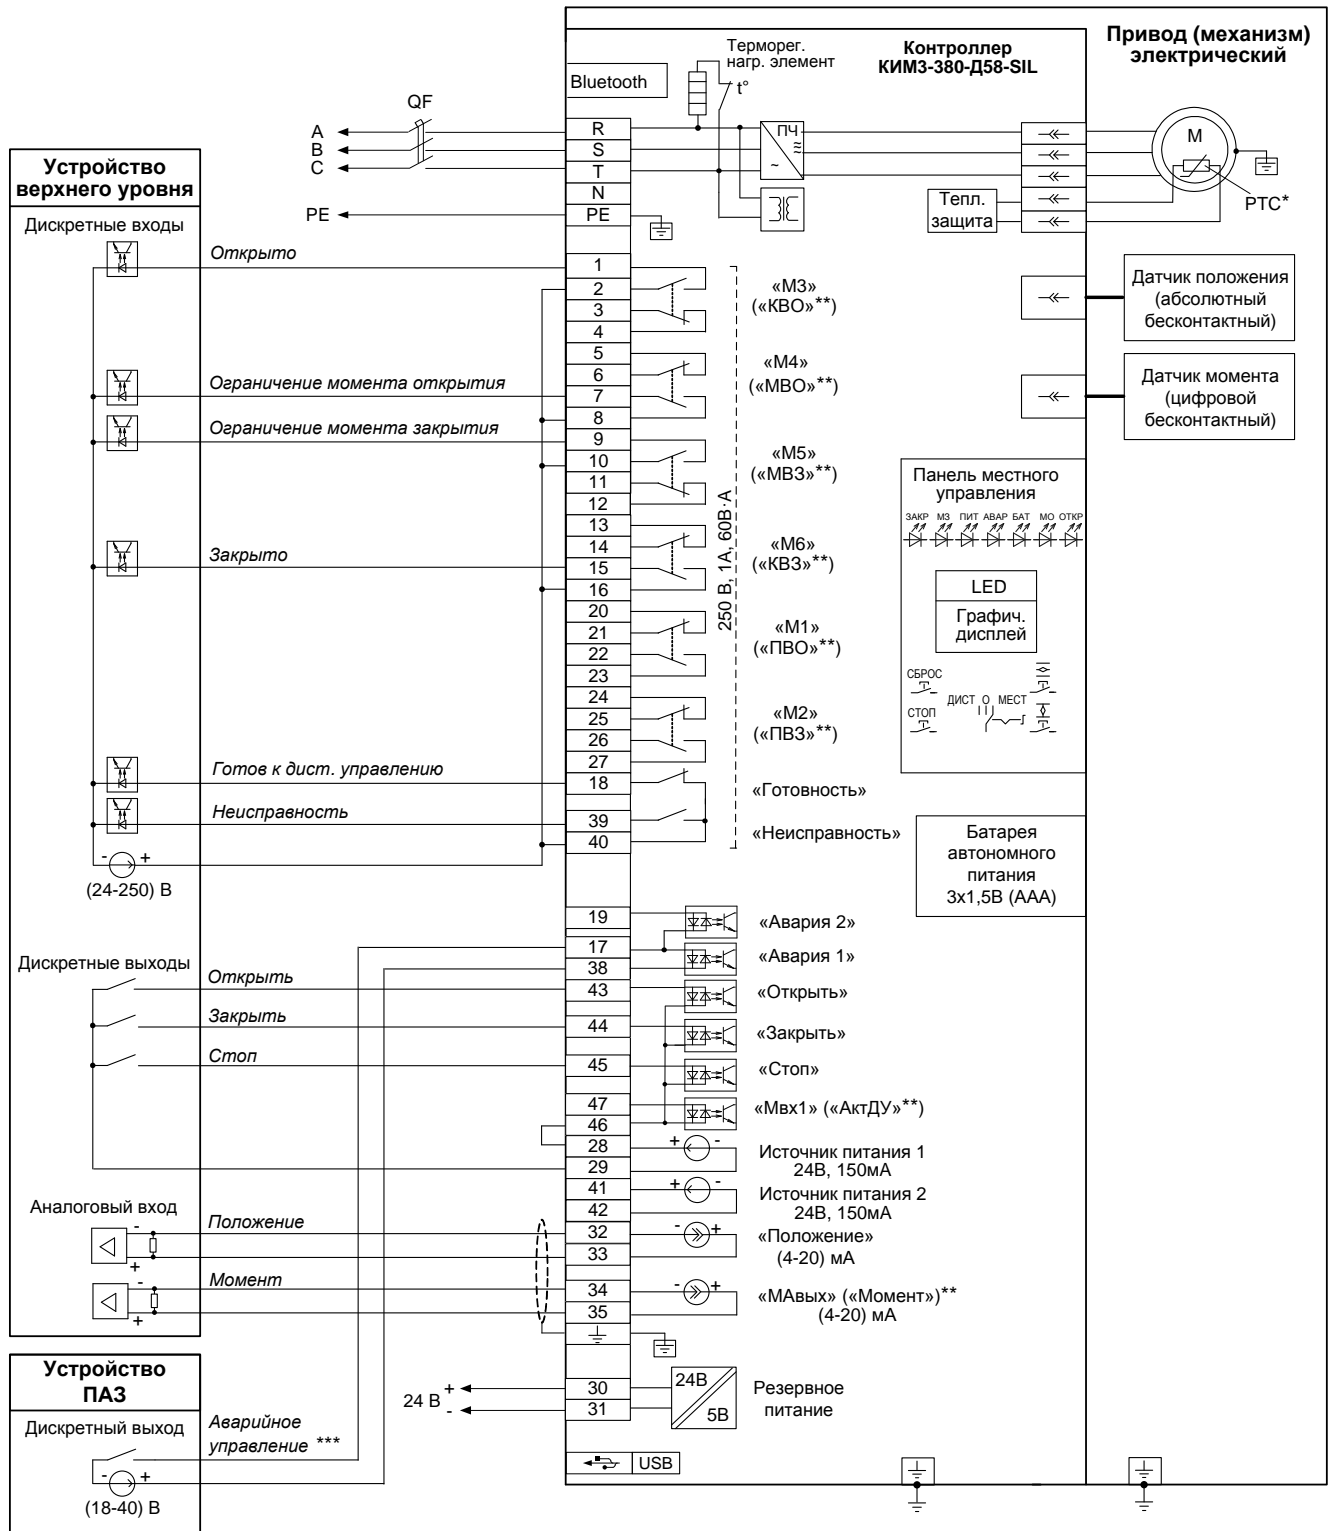 Привод (механизм)
электрический
Контроллер
КИМ3-380-Д58-SIL
Терморег.
нагр. элемент
t°
Bluetooth
QF
A
B
C
PE
R
S
T
N
PE
ПЧ
≈
~
M
PTC*
Тепл.
защита
Устройство
верхнего уровня
Дискретные входы
Открыто
1
2
3
4
«М3»
(«КВО»**)
Датчик положения
(абсолютный
бесконтактный)
5
6
7
8
«М4»
(«МВО»**)
Ограничение момента открытия
Датчик момента
(цифровой
бесконтактный)
Ограничение момента закрытия
9
10
11
12
«М5»
(«МВЗ»**)
Закрыто
13
14
15
16
«М6»
(«КВЗ»**)
20
21
22
23
«М1»
(«ПВО»**)
24
25
26
27
«М2»
(«ПВЗ»**)
250 В, 1А, 60В·А
Панель местного
управления
ЗАКР МЗ ПИТ АВАР БАТ МО ОТКР
LED
Графич.
дисплей
СБРОС
СТОП
ДИСТ О МЕСТ
Готов к дист. управлению
18
«Готовность»
Неисправность
39
40
«Неисправность»
- +
(24-250) В
Батарея
автономного
питания
3х1,5В (ААА)
19
«Авария 2»
17
38
«Авария 1»
Дискретные выходы
Открыть
43
«Открыть»
Закрыть
44
«Закрыть»
Стоп
45
«Стоп»
47
46
«Мвх1» («АктДУ»**)
28
29
+ -
Источник питания 1
24В, 150мА
41
42
+ -
Источник питания 2
24В, 150мА
Аналоговый вход
-
+
Положение
32
33
- +
«Положение»
(4-20) мА
-
+
Момент
34
35
- +
«МАвых» («Момент»)**
(4-20) мА
Устройство
ПАЗ
Дискретный выход
Аварийное
управление ***
- +
(18-40) В
24 В
+
-
30
31
24В
5В
Резервное
питание
USB